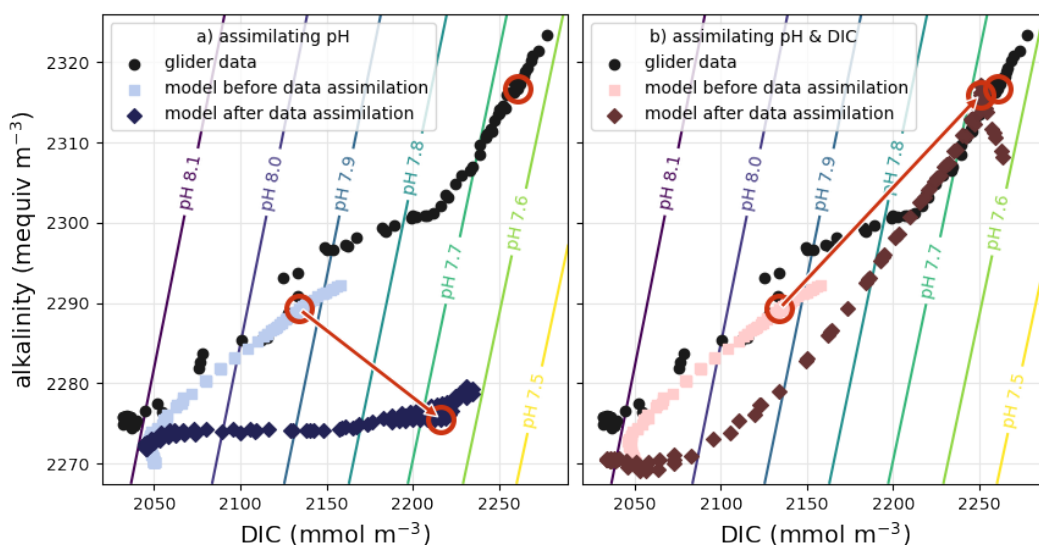 a) assimilating pH
glider data
model before data assimilation
model after data assimilation
pH 8.1
pH 8.0
pH 7.9
pH 7.8
pH 7.7
pH 7.6
pH 7.5
2320
2310
2300
2290
2280
2270
alkalinity (mequiv m⁻³)
2050
2100
2150
2200
2250
DIC (mmol m⁻³)
b) assimilating pH & DIC
glider data
model before data assimilation
model after data assimilation
pH 8.1
pH 8.0
pH 7.9
pH 7.8
pH 7.7
pH 7.6
pH 7.5
2050
2100
2150
2200
2250
DIC (mmol m⁻³)